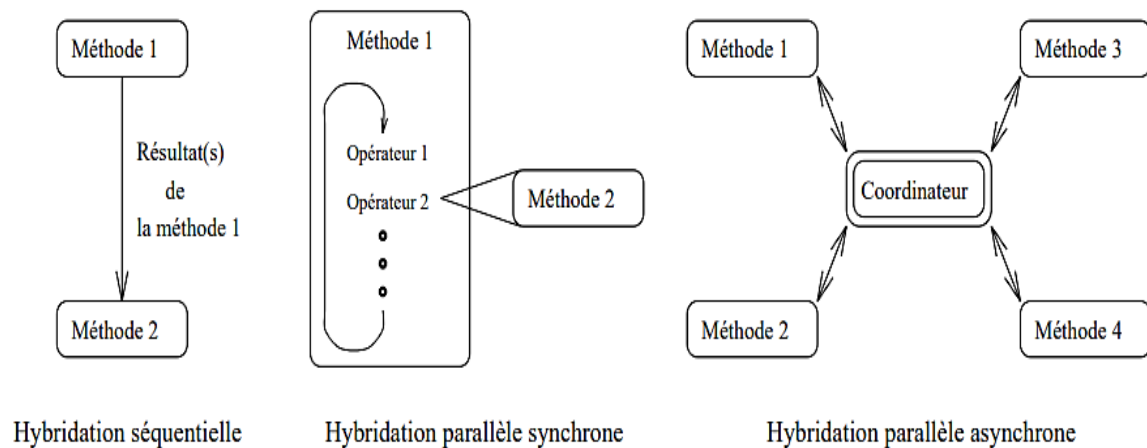 Méthode 1
Résultat(s)
de
la méthode 1
Méthode 2
Hybridation séquentielle
Méthode 1
Opérateur 1
Opérateur 2
Méthode 2
Hybridation parallèle synchrone
Méthode 1
Méthode 3
Coordinateur
Méthode 2
Méthode 4
Hybridation parallèle asynchrone